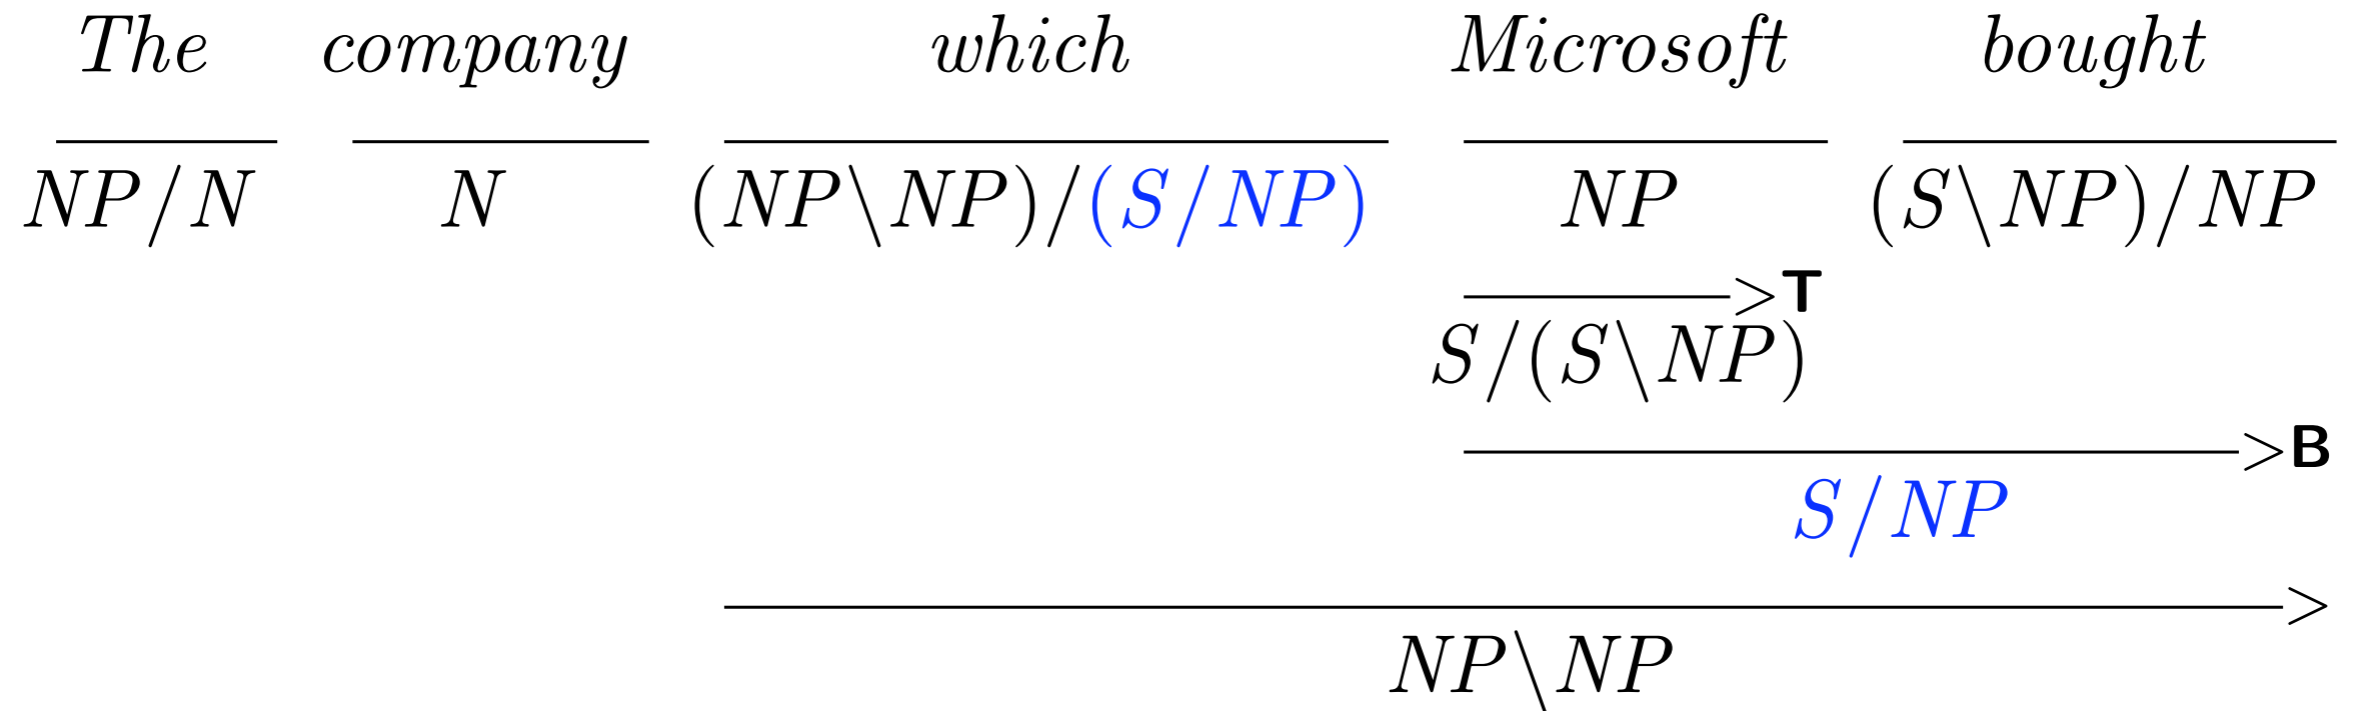 The company which Microsoft bought
NP/N N (NP\NP)/(S/NP) NP (S\NP)/NP
>T
S/(S\NP)
>B
S/NP
>
NP\NP